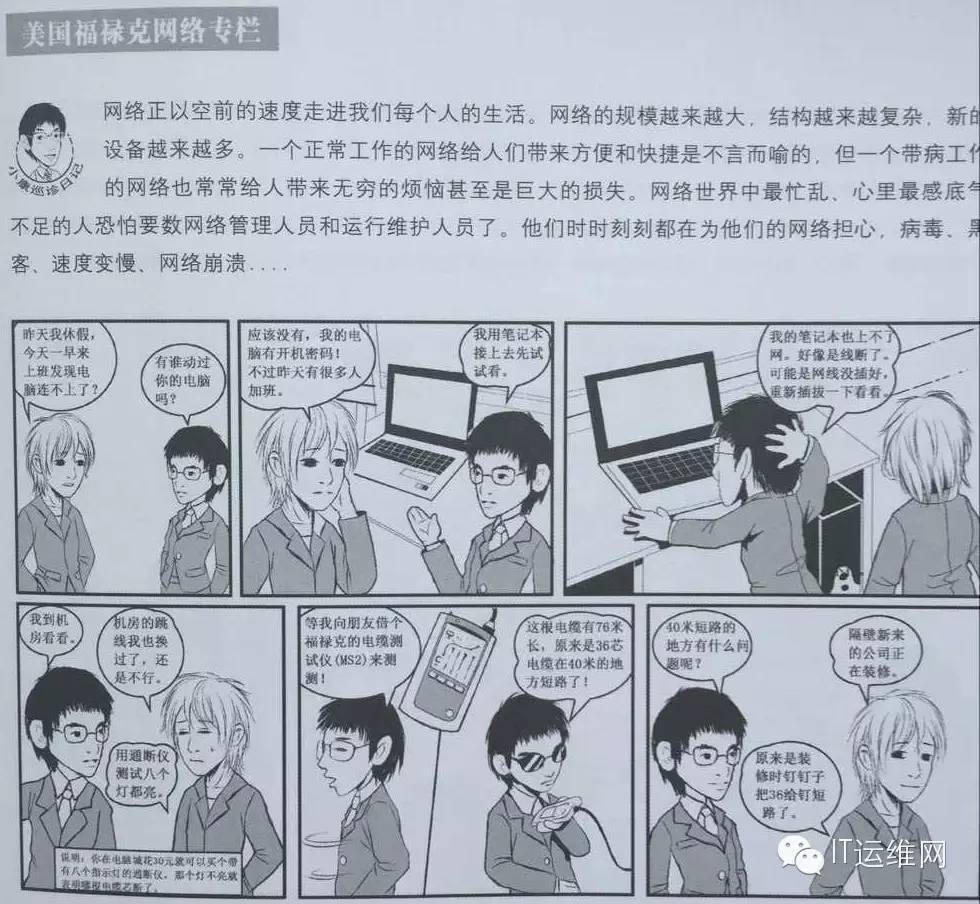 美国福禄克网络专栏
网络正以空前的速度走进我们每个人的生活。网络的规模越来越大，结构越来越复杂，新的
设备越来越多。一个正常工作的网络给人们带来方便和快捷是不言而喻的，但一个带病工作
的网络也常常给人带来无穷的烦恼甚至是巨大的损失。网络世界中最忙乱、心里最感底气
不足的人恐怕要数网络管理人员和运行维护人员了。他们时时刻刻都在为他们的网络担心，病毒、黑
客、速度变慢、网络崩溃....
小康巡诊日记
昨天我休假，
今天一早来
上班发现电
脑连不上了？
有谁动过
你的电脑
吗？
应该没有，我的电
脑有开机密码！
不过昨天有很多人
加班。
我用笔记本
接上去先试
试看。
我的笔记本也上不了
网。好像是线断了。
可能是网线没插好，
重新插拔一下看看。
我到机
房看看。
机房的跳
线我也换
过了，还
是不行。
用通断仪
测试八个
灯都亮。
说明：你在电脑城花30元就可以买个带
有八个指示灯的通断仪，那个灯不亮就
表明哪根电缆芯断了。
等我向朋友借个
福禄克的电缆测
试仪(MS2)来测
测！
这根电缆有76米
长，原来是36芯
电缆在40米的地
方短路了！
40米短路的
地方有什么问
题呢？
隔壁新来
的公司正
在装修。
原来是装
修时钉钉子
把36给钉短
路了。
IT运维网